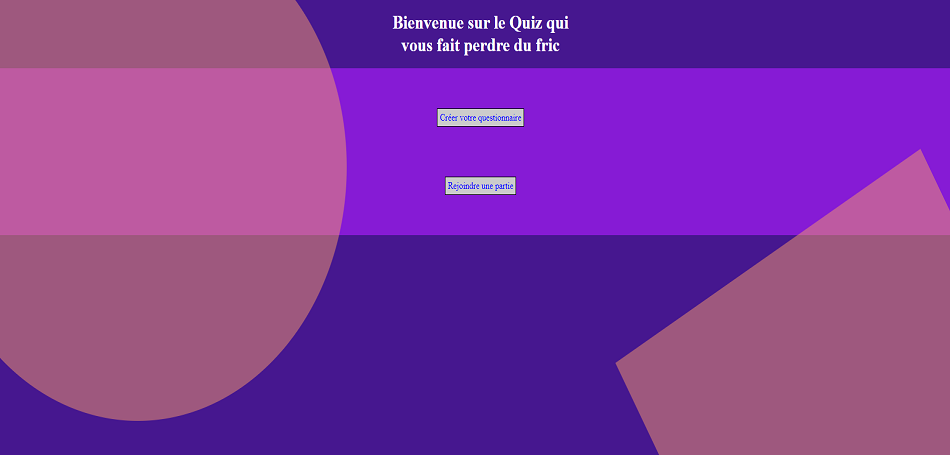 Bienvenue sur le Quiz qui
vous fait perdre du fric
Créer votre questionnaire
Rejoindre une partie